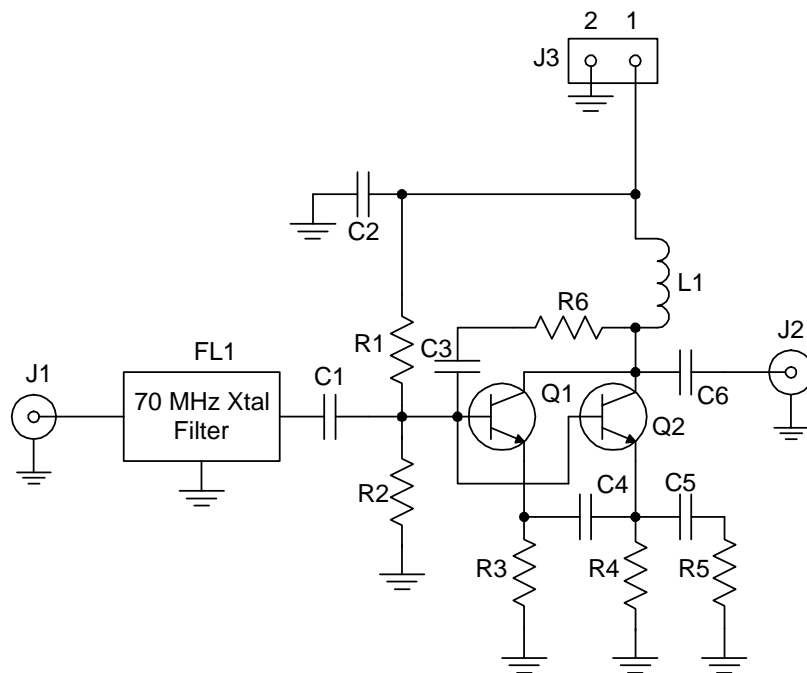 2 1
J3
C2
L1
R6
R1
C3
J2
FL1
J1
C1
Q1
C6
70 MHz Xtal
Filter
Q2
R2
C4
C5
R3
R4
R5